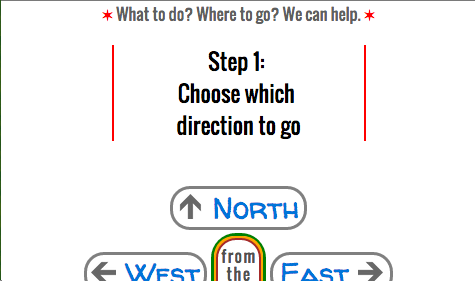 What to do? Where to go? We can help.
Step 1:
Choose which
direction to go
NORTH
WEST
from
the
EAST